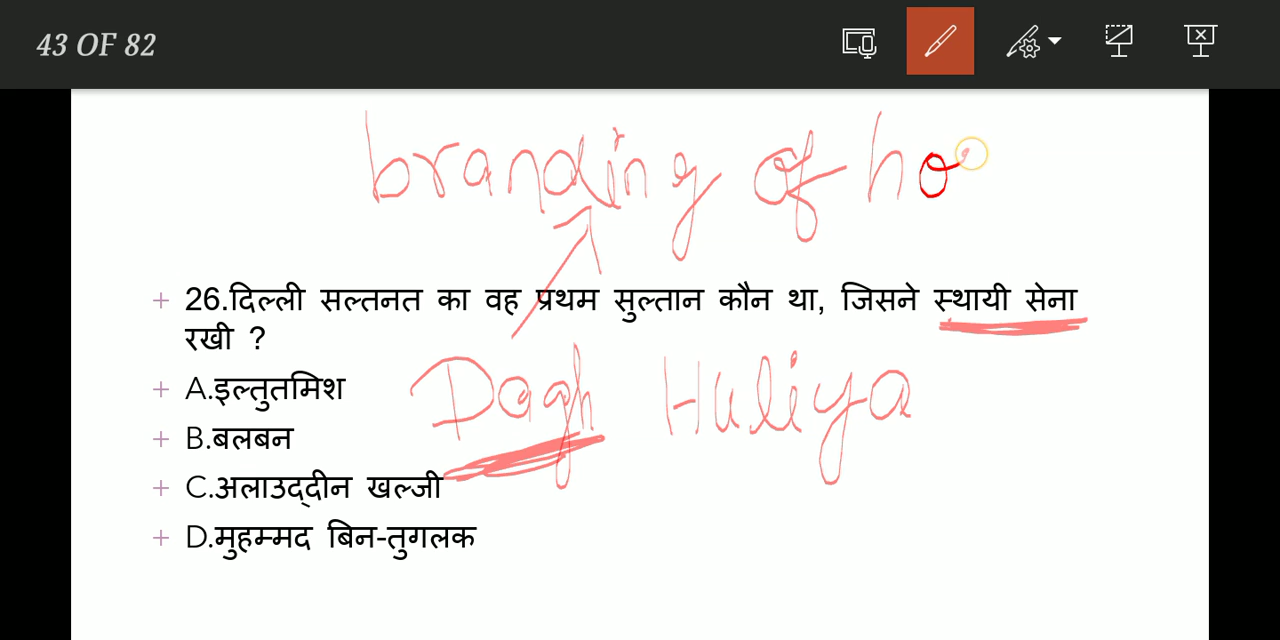 43 OF 82
branding of ho
26.दिल्ली सल्तनत का वह प्रथम सुल्तान कौन था, जिसने स्थायी सेना
रखी ?
A.इल्तुतमिश
Dagh Huliya
B.बलबन
C.अलाउद्दीन खल्जी
D.मुहम्मद बिन-तुगलक